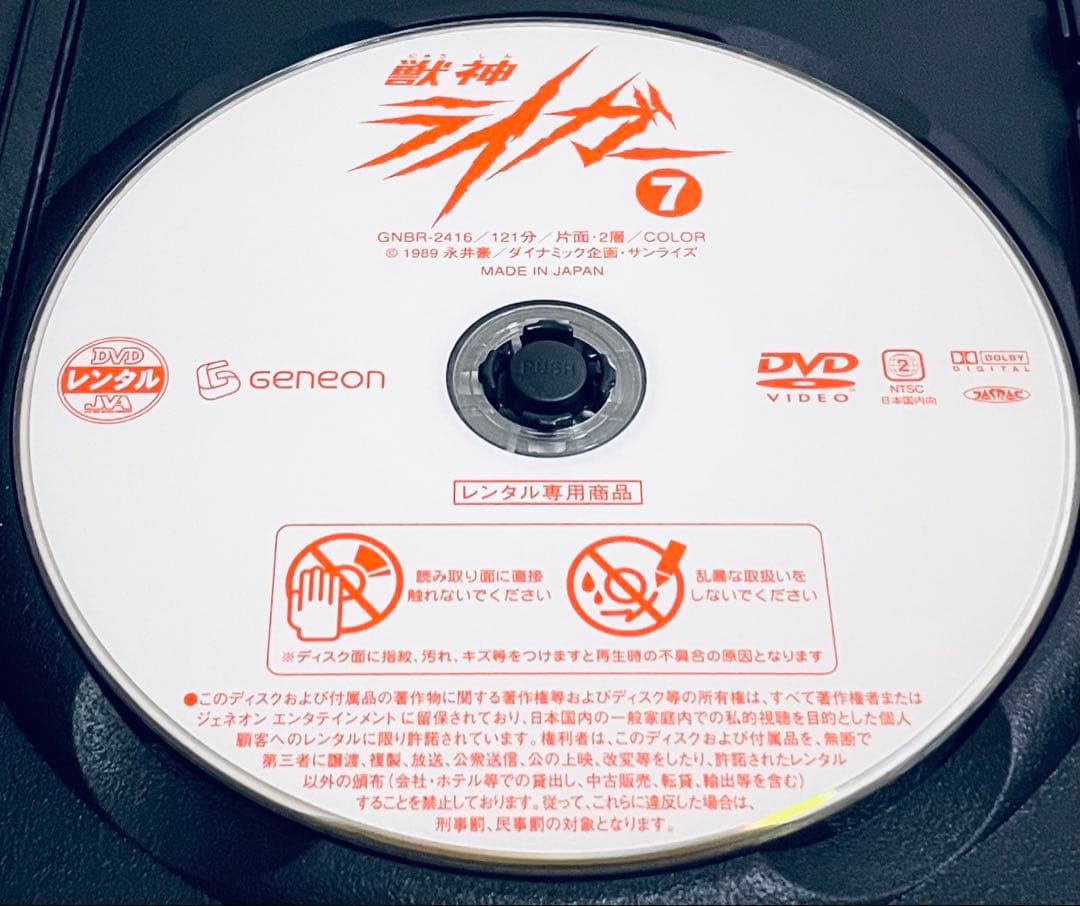 じゅう しん
獣神
ライガー
7
GNBR-2416／121分／片面・2層／COLOR
© 1989 永井豪／ダイナミック企画・サンライズ
MADE IN JAPAN
DVD
レンタル
JVA
GENEON
PUSH
DVD
VIDEO
2
NTSC
日本国内向
DOLBY
DIGITAL
JASRAC
レンタル専用商品
読み取り面に直接
触れないでください
乱暴な取扱いを
しないでください
※ディスク面に指紋、汚れ、キズ等をつけますと再生時の不具合の原因となります
●このディスクおよび付属品の著作物に関する著作権等およびディスク等の所有権は、すべて著作権者または
ジェネオン エンタテインメントに留保されており、日本国内の一般家庭内での私的視聴を目的とした個人
顧客へのレンタルに限り許諾されています。権利者は、このディスクおよび付属品を、無断で
第三者に譲渡、複製、放送、公衆送信、公の上映、改変等をしたり、許諾されたレンタル
以外の頒布（会社・ホテル等での貸出し、中古販売、転貸、輸出等を含む）
することを禁止しております。従って、これらに違反した場合は、
刑事罰、民事罰の対象となります。